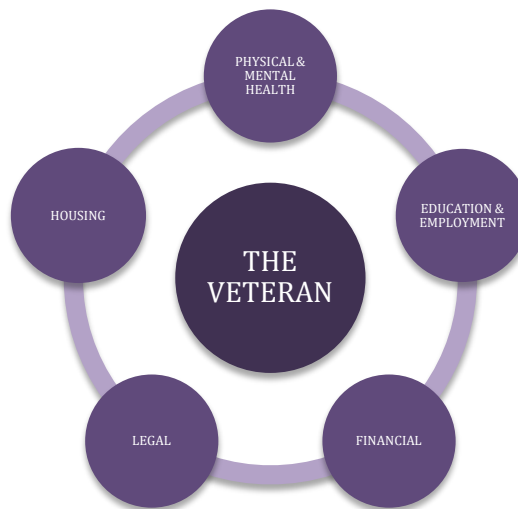 PHYSICAL &
MENTAL
HEALTH
EDUCATION &
EMPLOYMENT
HOUSING
THE
VETERAN
LEGAL
FINANCIAL